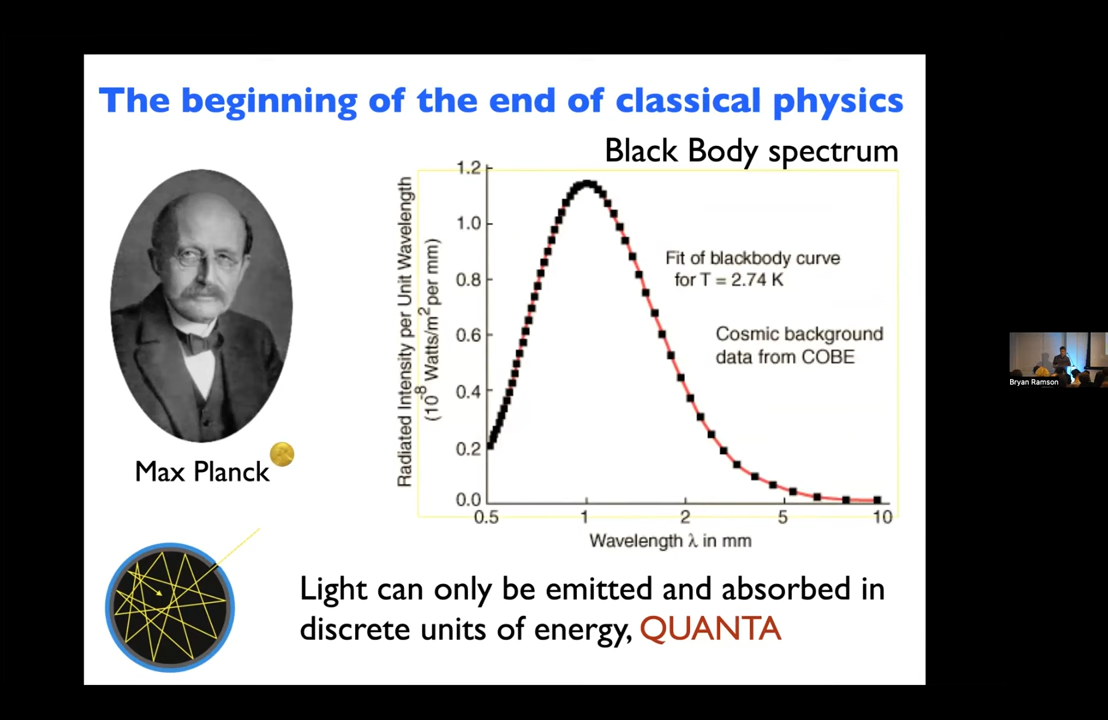 The beginning of the end of classical physics
Black Body spectrum
Radiated Intensity per Unit Wavelength
(10⁻⁸ Watts/m² per mm)
1.2
1.0
0.8
0.6
0.4
0.2
0.0
0.5
1
2
5
10
Wavelength λ in mm
Fit of blackbody curve
for T = 2.74 K
Cosmic background
data from COBE
Max Planck
Light can only be emitted and absorbed in
discrete units of energy, QUANTA
Bryan Ramson